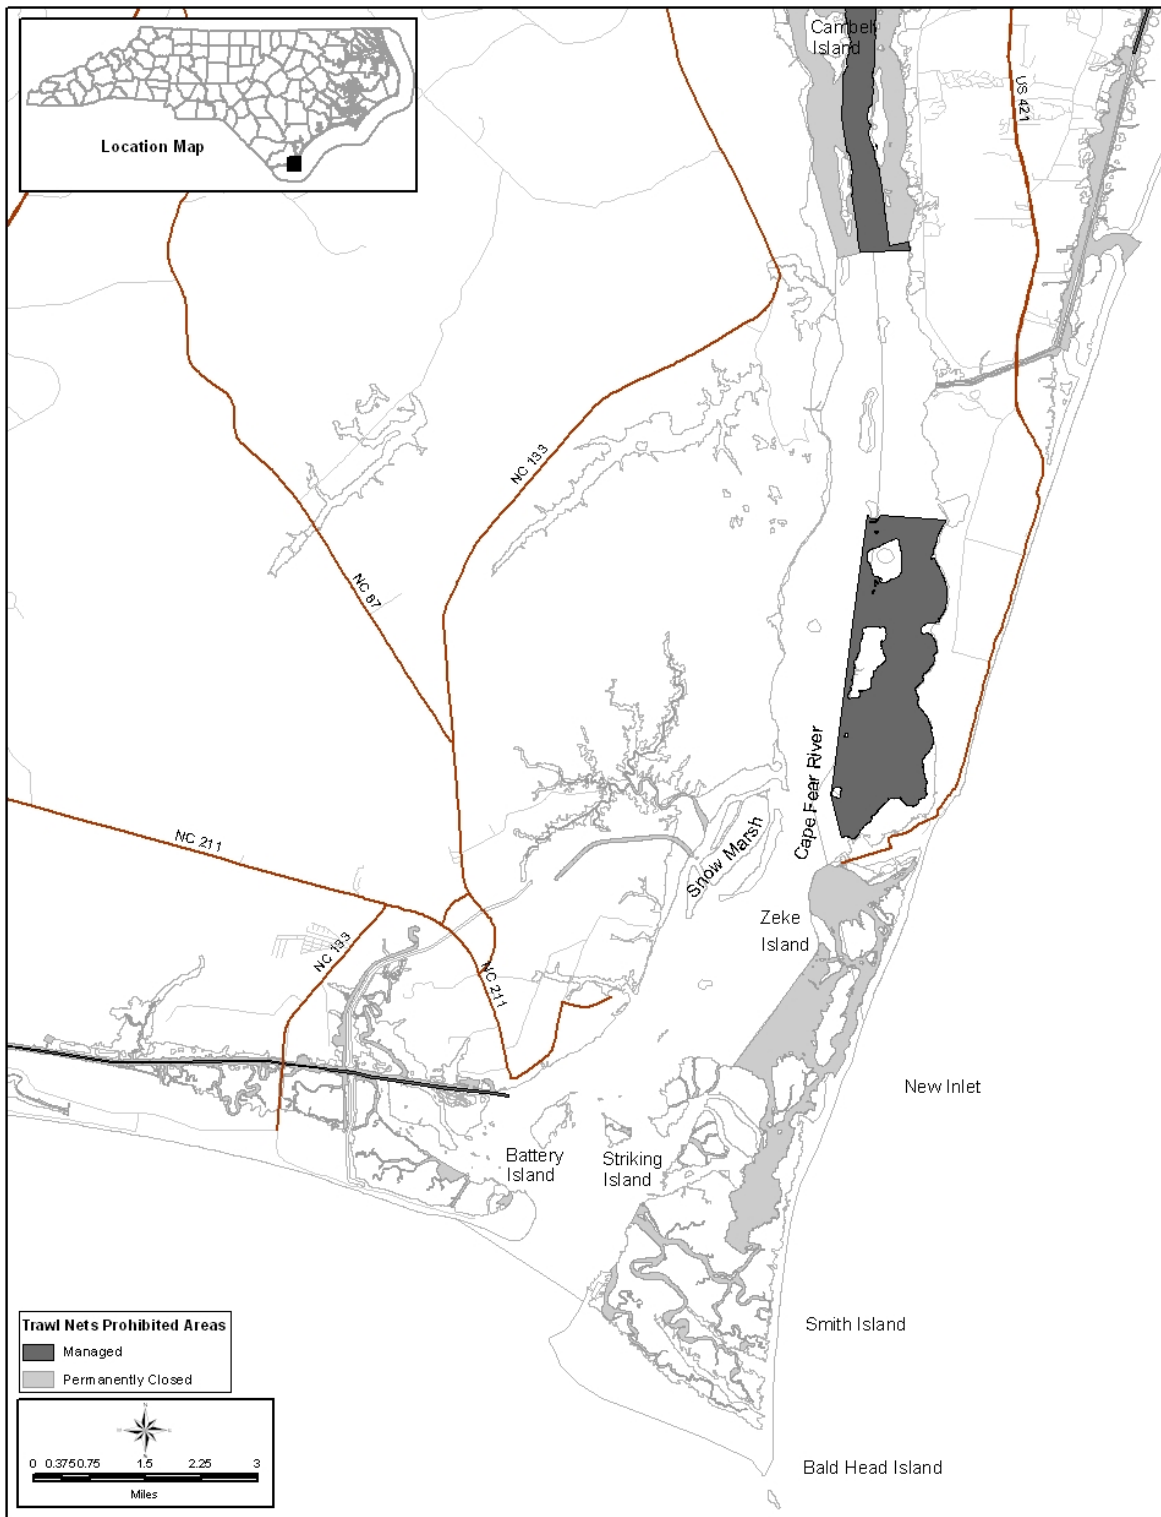 Campbell
Island
Location Map
US 421
NC 133
NC 87
Cape Fear River
NC 211
Snow Marsh
Zeke
Island
NC 133
NC 211
New Inlet
Battery
Island
Striking
Island
Smith Island
Trawl Nets Prohibited Areas
Managed
Permanently Closed
N
0 0.375 0.75 1.5 2.25 3
Miles
Bald Head Island